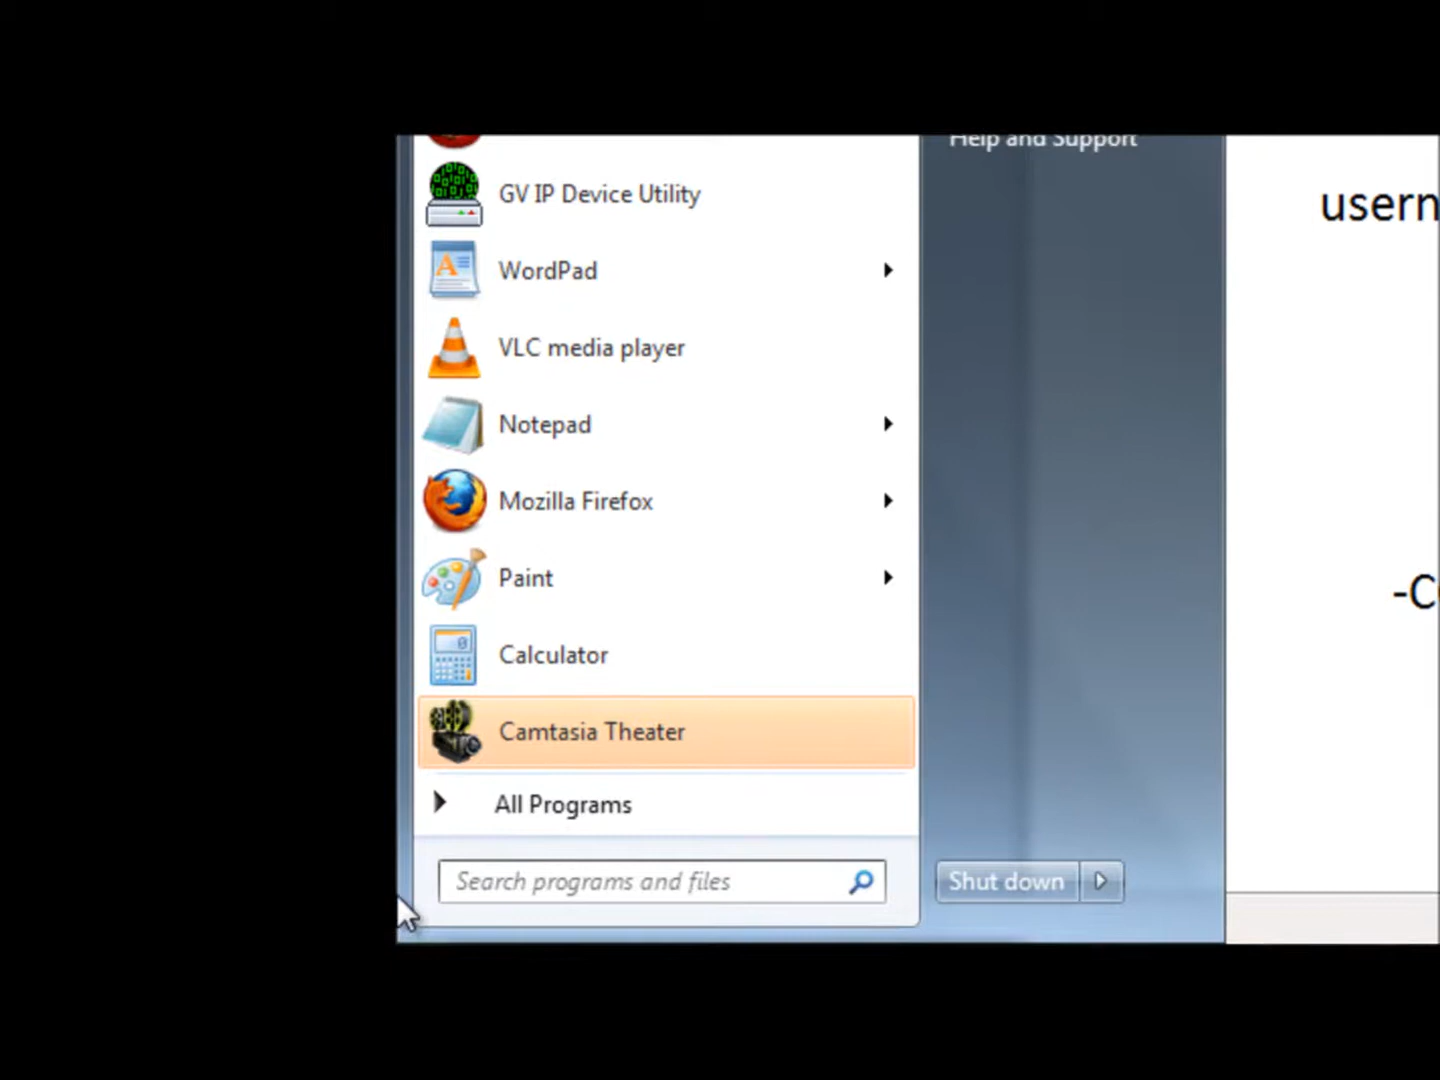 Help and Support
GV IP Device Utility
WordPad
VLC media player
Notepad
Mozilla Firefox
Paint
Calculator
Camtasia Theater
All Programs
Search programs and files
Shut down
usern
-C